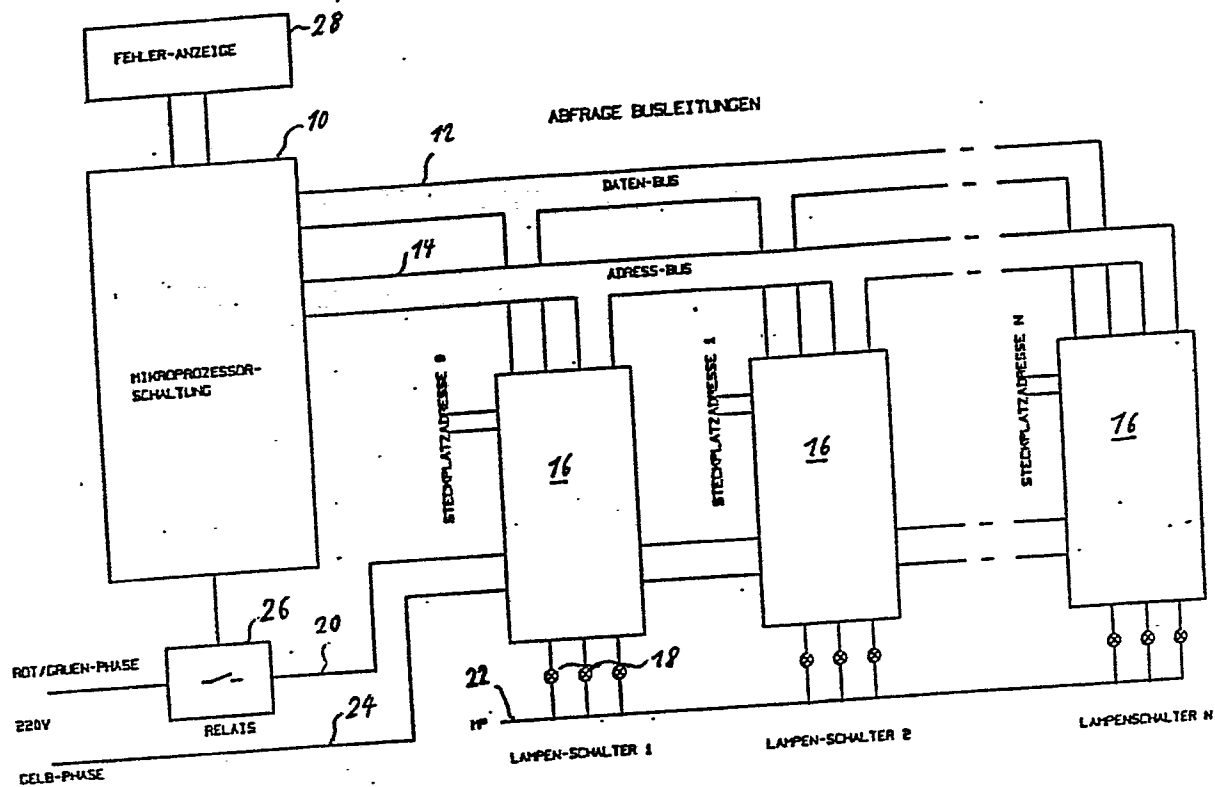 28
FEHLER-ANZEIGE
10
ABFRAGE BUSLEITUNGEN
12
DATEN-BUS
14
ADRESS-BUS
MIKROPROZESSOR-
SCHALTUNG
STECKPLATZADRESSE 0
STECKPLATZADRESSE 1
STECKPLATZADRESSE N
16
16
16
26
20
ROT/GRUEN-PHASE
18
22
220V
RELAIS
24
MP
GELB-PHASE
LAMPEN-SCHALTER 1
LAMPEN-SCHALTER 2
LAMPENSCHALTER N